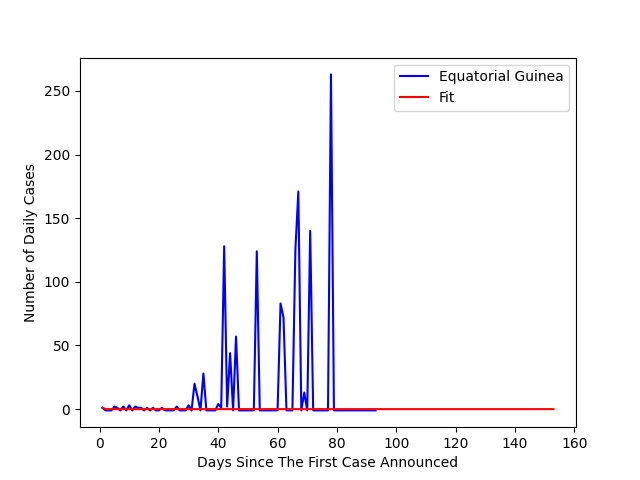 Equatorial Guinea
Fit
Number of Daily Cases
250
200
150
100
50
0
0 20 40 60 80 100 120 140 160
Days Since The First Case Announced